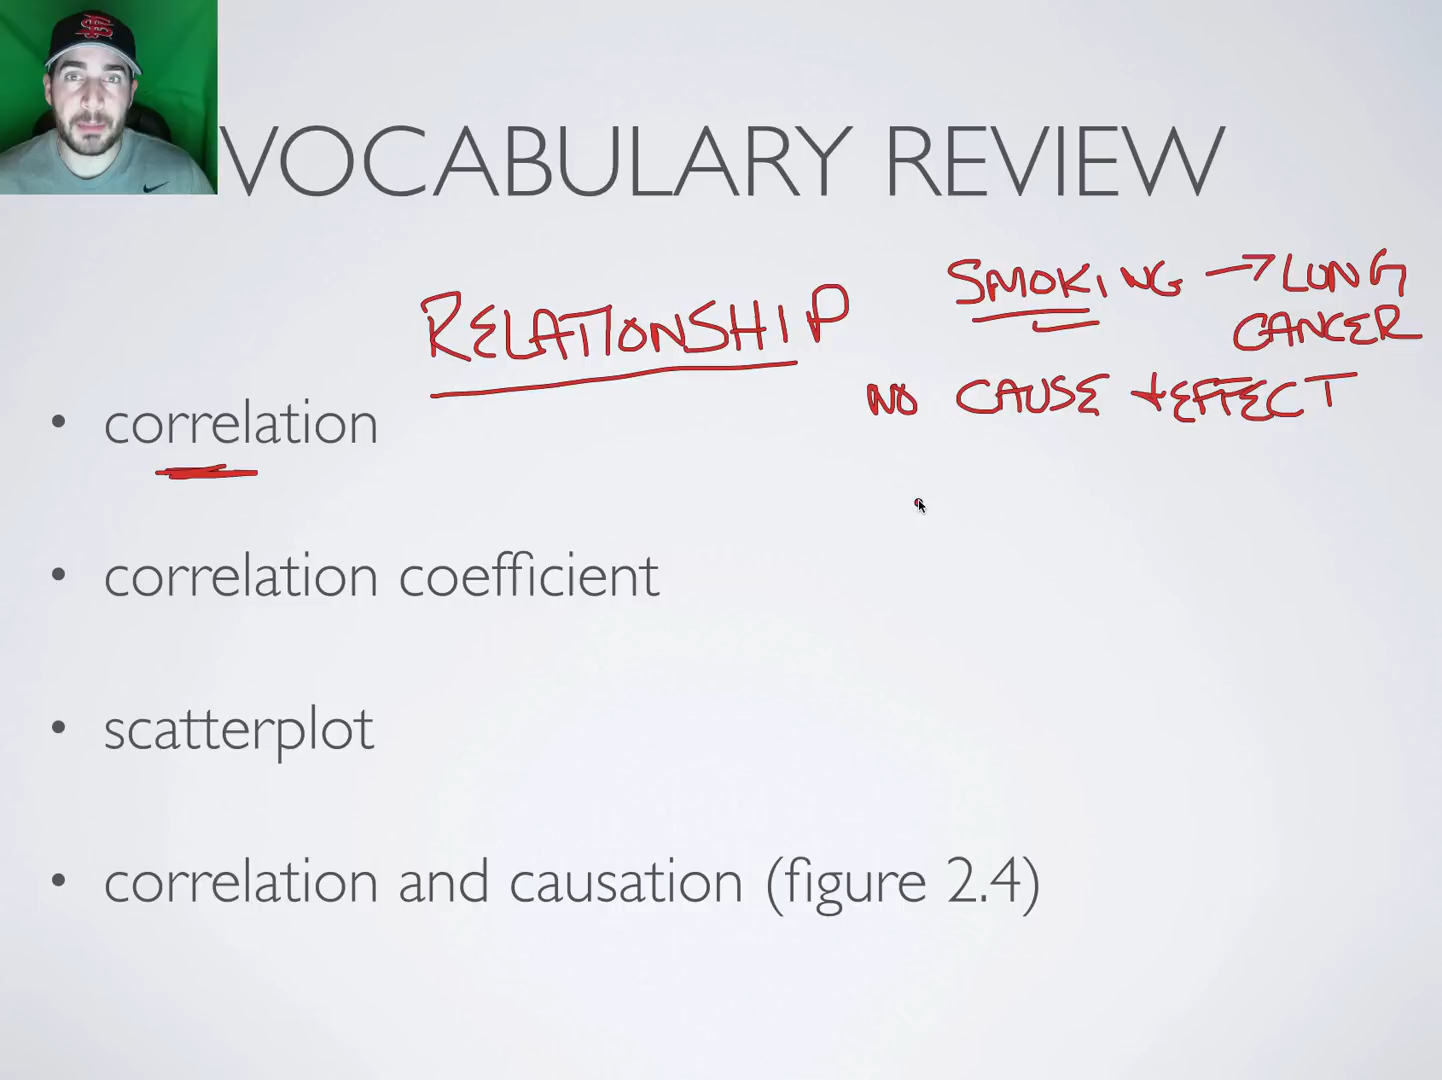 VOCABULARY REVIEW
SMOKING → LUNG
CANCER
RELATIONSHIP
NO CAUSE + EFFECT
• correlation
• correlation coefficient
• scatterplot
• correlation and causation (figure 2.4)